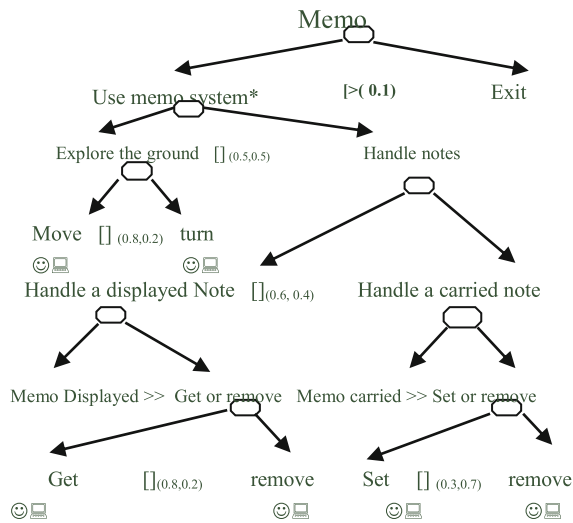 Memo
Use memo system* |>( 0.1) Exit
Explore the ground [] (0.5,0.5) Handle notes
Move [] (0.8,0.2) turn
Handle a displayed Note [](0.6, 0.4) Handle a carried note
Memo Displayed >> Get or remove Memo carried >> Set or remove
Get [](0.8,0.2) remove Set [] (0.3,0.7) remove